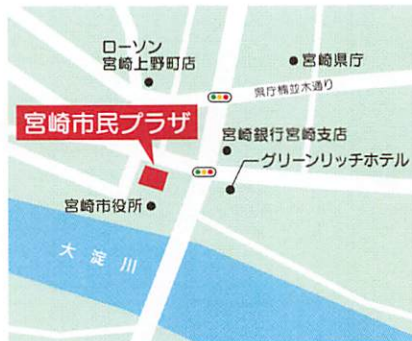 ローソン
宮崎上野町店
宮崎県庁
県庁楠並木通り
宮崎市民プラザ
宮崎銀行宮崎支店
グリーンリッチホテル
宮崎市役所
大淀川